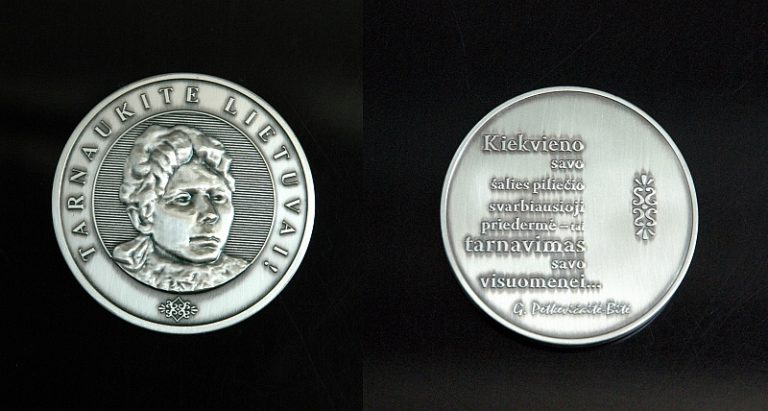 TARNAUKITE LIETUVAI!
Kiekvieno
savo
šalies piliečio
svarbiausioji
priedermė – tai
tarnavimas
savo
visuomenei...
G. Petkevičaitė-Bitė